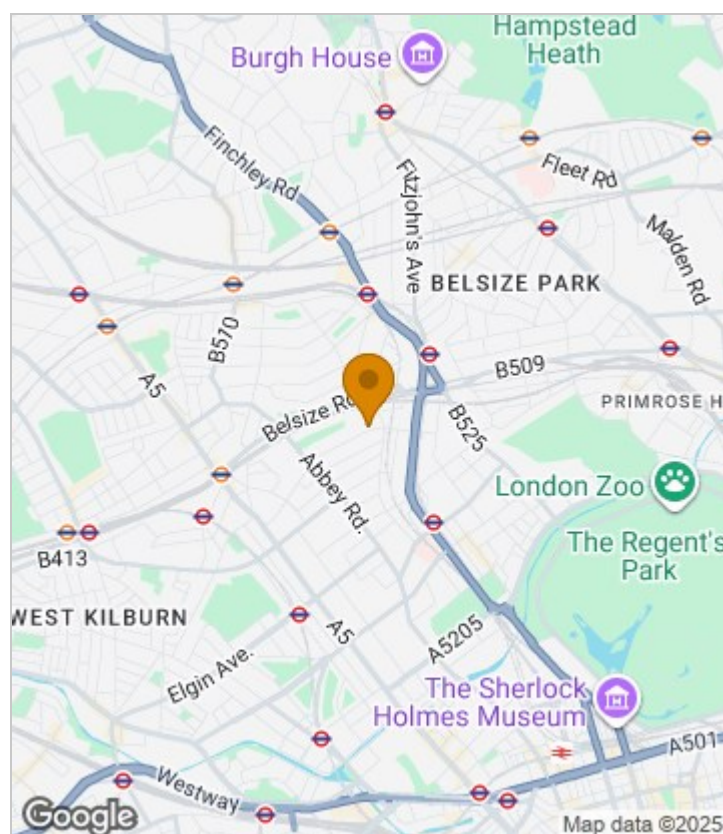 Hampstead
Heath
Burgh House
Finchley Rd
Fitzjohn's Ave
Fleet Rd
Malden Rd
BELSIZE PARK
B510
A5
B509
PRIMROSE H
Belsize Rd
B525
Abbey Rd.
London Zoo
The Regent's
Park
B413
WEST KILBURN
A5
A5205
Elgin Ave.
The Sherlock
Holmes Museum
A501
Westway
Google
Map data ©2025